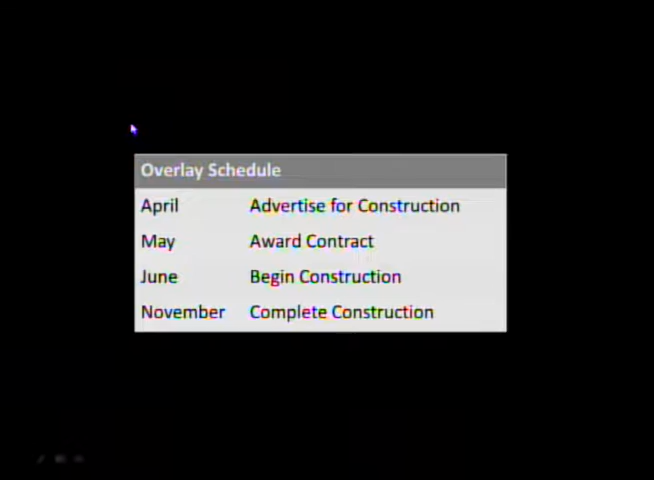 Overlay Schedule
April Advertise for Construction
May Award Contract
June Begin Construction
November Complete Construction